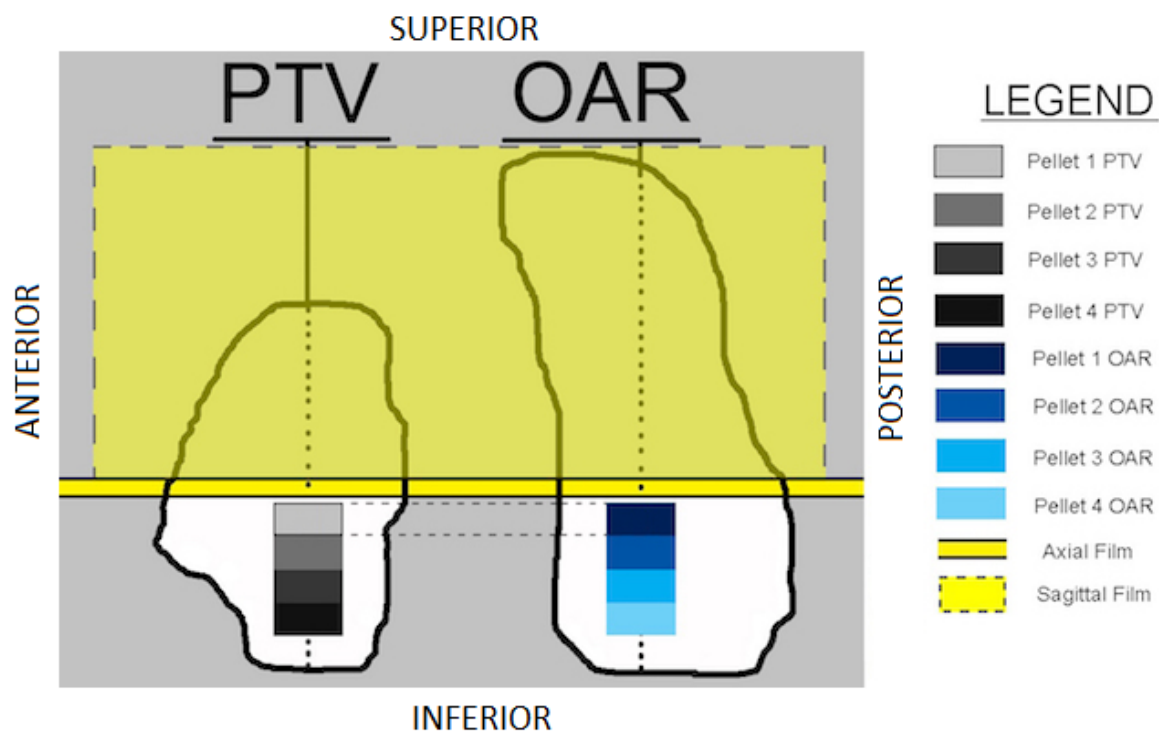 SUPERIOR
PTV
OAR
ANTERIOR
POSTERIOR
INFERIOR
LEGEND
Pellet 1 PTV
Pellet 2 PTV
Pellet 3 PTV
Pellet 4 PTV
Pellet 1 OAR
Pellet 2 OAR
Pellet 3 OAR
Pellet 4 OAR
Axial Film
Sagittal Film